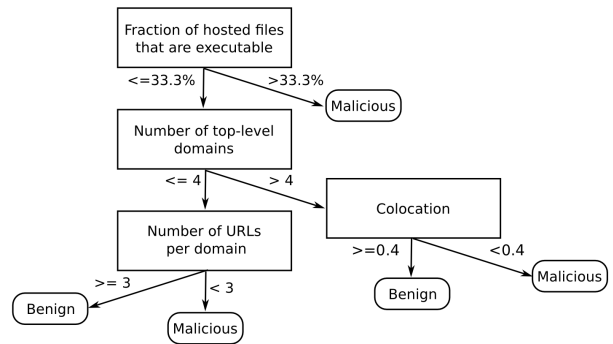 Fraction of hosted files
that are executable
<=33.3%
>33.3%
Malicious
Number of top-level
domains
<= 4
> 4
Colocation
Number of URLs
per domain
>=0.4
<0.4
>= 3
< 3
Malicious
Benign
Benign
Malicious